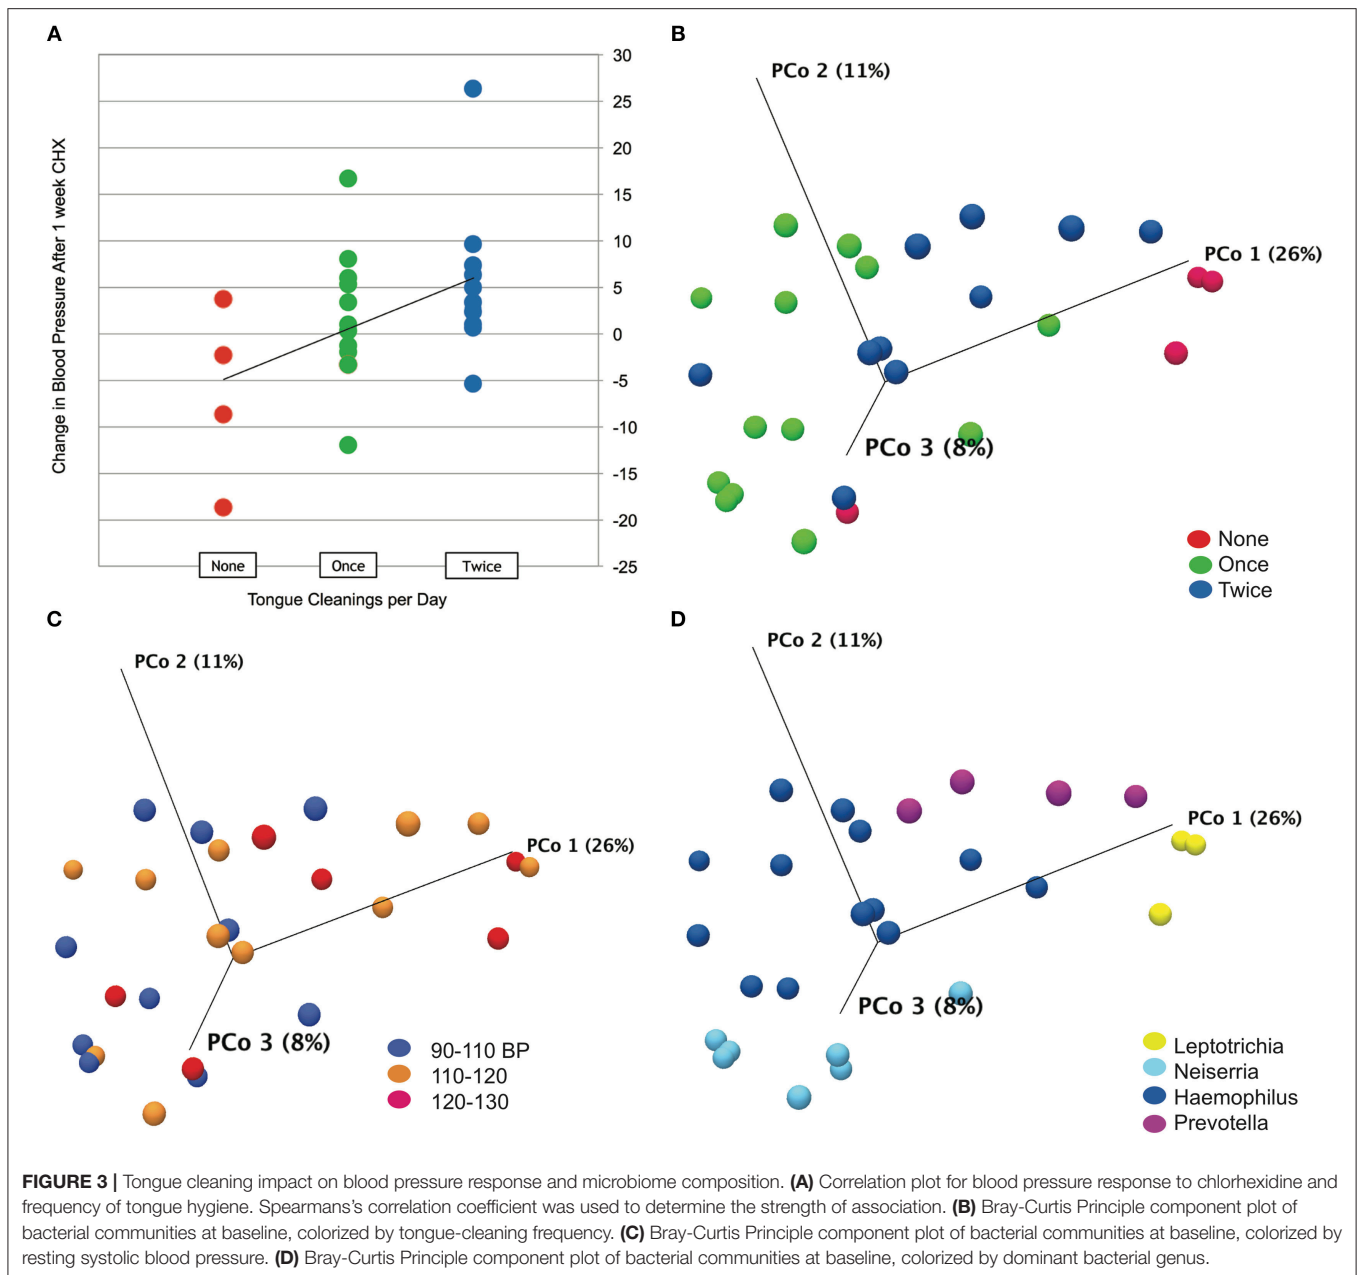 A
30
25
20
15
10
5
0
-5
-10
-15
-20
-25
Change in Blood Pressure After 1 week CHX
None
Once
Twice
Tongue Cleanings per Day
B
PCo 2 (11%)
PCo 1 (26%)
PCo 3 (8%)
None
Once
Twice
C
PCo 2 (11%)
PCo 1 (26%)
PCo 3 (8%)
90-110 BP
110-120
120-130
D
PCo 2 (11%)
PCo 1 (26%)
PCo 3 (8%)
Leptotrichia
Neiserria
Haemophilus
Prevotella
FIGURE 3 | Tongue cleaning impact on blood pressure response and microbiome composition. (A) Correlation plot for blood pressure response to chlorhexidine and
frequency of tongue hygiene. Spearmans's correlation coefficient was used to determine the strength of association. (B) Bray-Curtis Principle component plot of
bacterial communities at baseline, colorized by tongue-cleaning frequency. (C) Bray-Curtis Principle component plot of bacterial communities at baseline, colorized by
resting systolic blood pressure. (D) Bray-Curtis Principle component plot of bacterial communities at baseline, colorized by dominant bacterial genus.